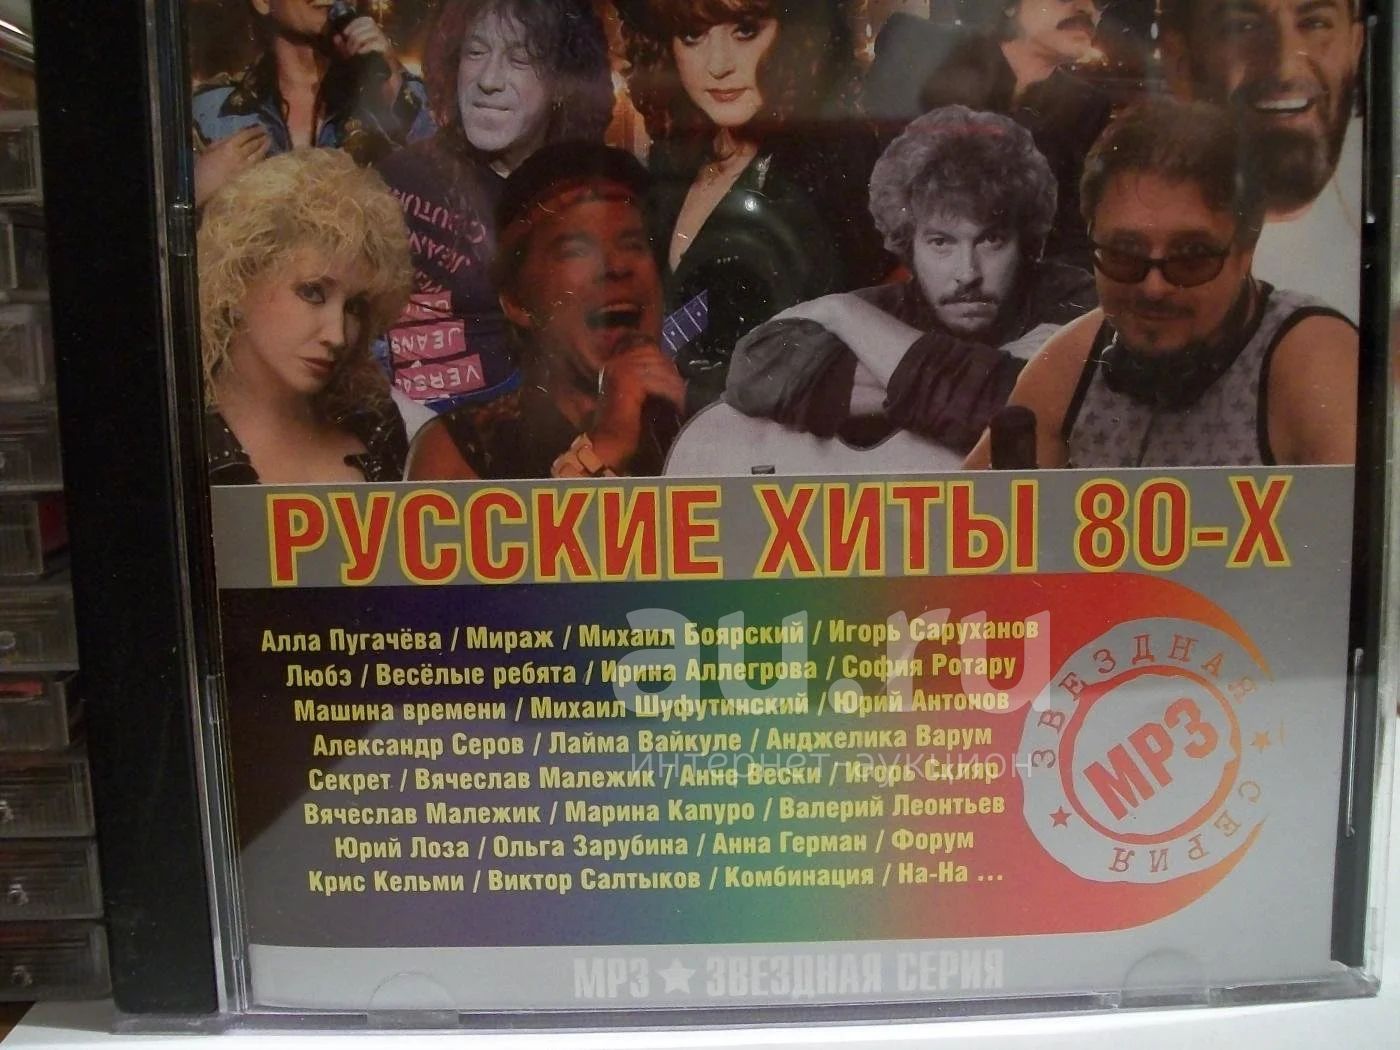 JEANS
VERSA
РУССКИЕ ХИТЫ 80-Х
Алла Пугачёва / Мираж / Михаил Боярский / Игорь Саруханов
Любэ / Весёлые ребята / Ирина Аллегрова / София Ротару
Машина времени / Михаил Шуфутинский / Юрий Антонов
Александр Серов / Лайма Вайкуле / Анджелика Варум
Секрет / Вячеслав Малежик / Анне Вески / Игорь Скляр
Вячеслав Малежик / Марина Капуро / Валерий Леонтьев
Юрий Лоза / Ольга Зарубина / Анна Герман / Форум
Крис Кельми / Виктор Салтыков / Комбинация / На-На ...
ЗВЕЗДНАЯ ★ СЕРИЯ ★
MP3
MP3 ★ ЗВЕЗДНАЯ СЕРИЯ
au.ru
интернет-аукцион